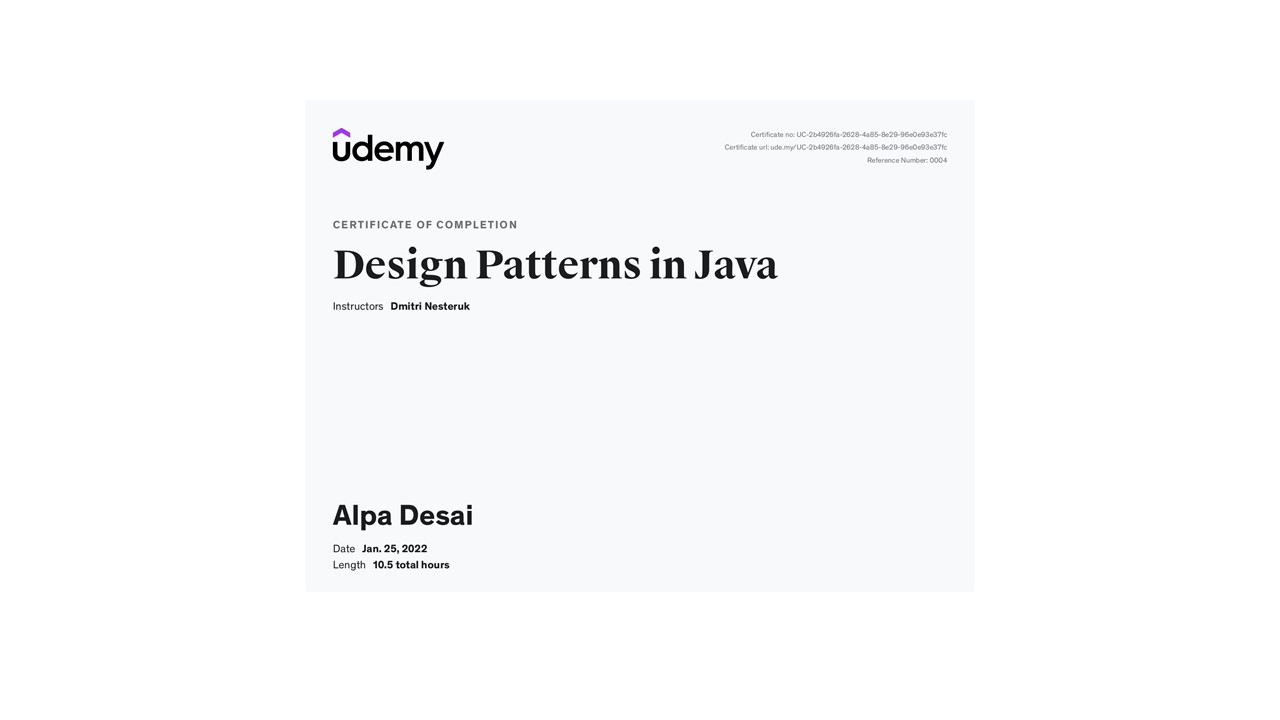 udemy
Certificate no: UC-2b4926fa-2628-4a85-8e29-96e0e93e37fc
Certificate url: ude.my/UC-2b4926fa-2628-4a85-8e29-96e0e93e37fc
Reference Number: 0004
CERTIFICATE OF COMPLETION
Design Patterns in Java
Instructors Dmitri Nesteruk
Alpa Desai
Date Jan. 25, 2022
Length 10.5 total hours